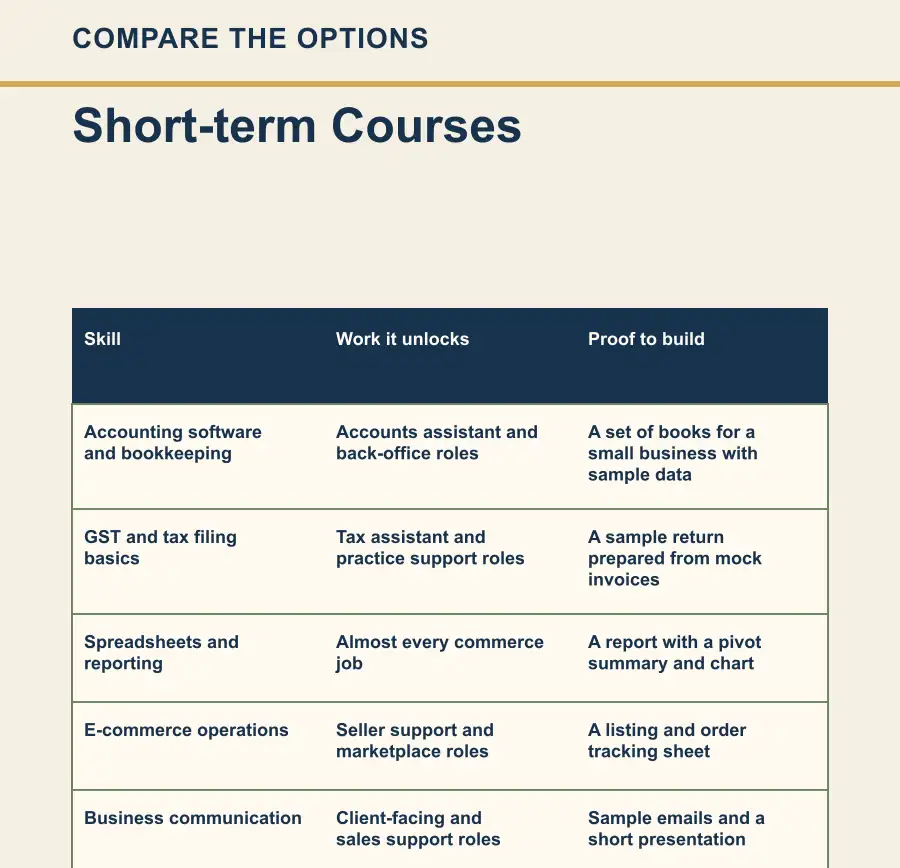 COMPARE THE OPTIONS
Short-term Courses
Skill
Work it unlocks
Proof to build
Accounting software
and bookkeeping
Accounts assistant and
back-office roles
A set of books for a
small business with
sample data
GST and tax filing
basics
Tax assistant and
practice support roles
A sample return
prepared from mock
invoices
Spreadsheets and
reporting
Almost every commerce
job
A report with a pivot
summary and chart
E-commerce operations
Seller support and
marketplace roles
A listing and order
tracking sheet
Business communication
Client-facing and
sales support roles
Sample emails and a
short presentation